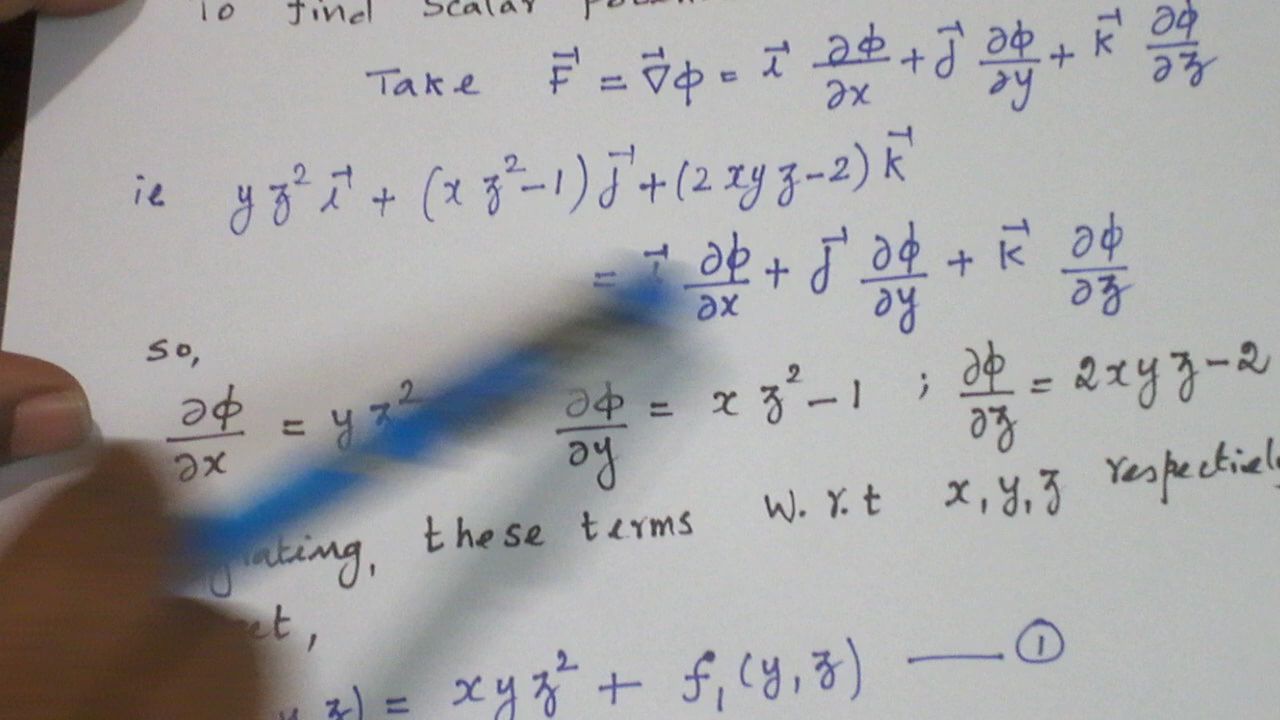 To find Scalar
Take F⃗ = ∇⃗ϕ = i⃗ ∂ϕ/∂x + j⃗ ∂ϕ/∂y + k⃗ ∂ϕ/∂z
ie yz² i⃗ + (xz²-1) j⃗ + (2xyz-2) k⃗
= i⃗ ∂ϕ/∂x + j⃗ ∂ϕ/∂y + k⃗ ∂ϕ/∂z
so,
∂ϕ/∂x = yz² ∂ϕ/∂y = xz²-1 ; ∂ϕ/∂z = 2xyz-2
these terms w.r.t x, y, z
z) = xyz² + f₁(y, z) —— ①